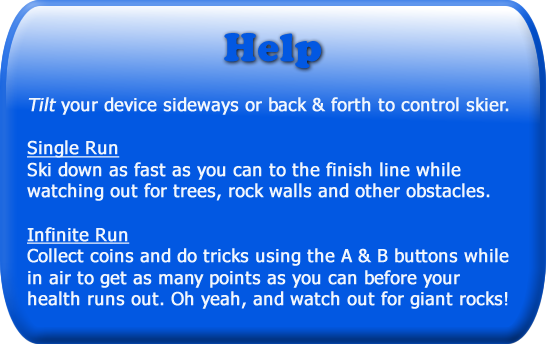 Help
Tilt your device sideways or back & forth to control skier.
Single Run
Ski down as fast as you can to the finish line while
watching out for trees, rock walls and other obstacles.
Infinite Run
Collect coins and do tricks using the A & B buttons while
in air to get as many points as you can before your
health runs out. Oh yeah, and watch out for giant rocks!